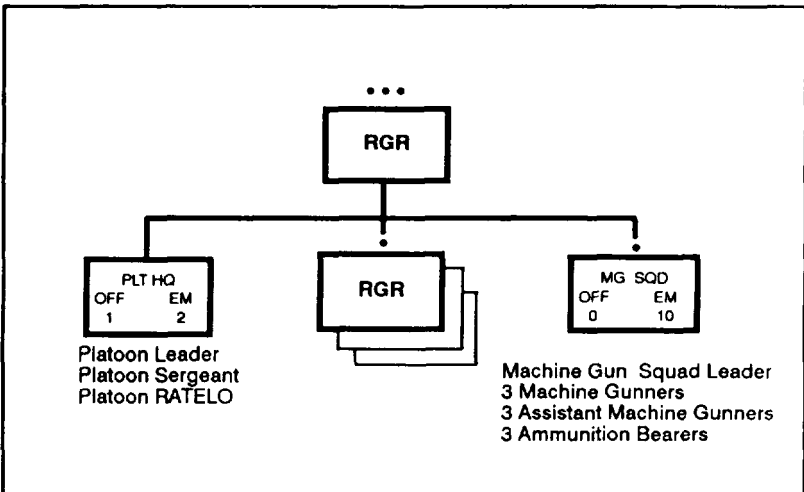 RGR
PLT HQ
OFF EM
1 2
Platoon Leader
Platoon Sergeant
Platoon RATELO
RGR
MG SQD
OFF EM
0 10
Machine Gun Squad Leader
3 Machine Gunners
3 Assistant Machine Gunners
3 Ammunition Bearers